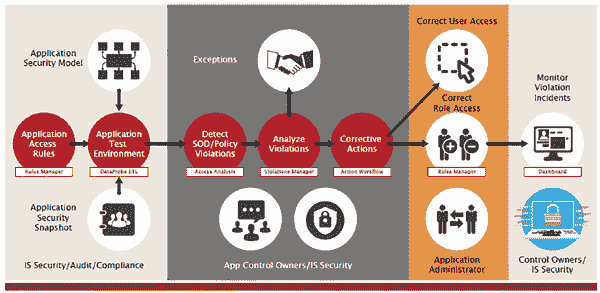 Application
Security Model
Exceptions
Correct User Access
Correct
Role Access
Monitor
Violation
Incidents
Application
Access
Rules
Rules Manager
Application
Test
Environment
DataProbe ETL
Detect
SOD/Policy
Violations
Access Analysis
Analyze
Violations
Violations Manager
Corrective
Actions
Action Workflow
Roles Manager
Dashboard
Application
Security
Snapshot
IS Security/Audit/Compliance
App Control Owners/IS Security
Application
Administrator
Control Owners/
IS Security